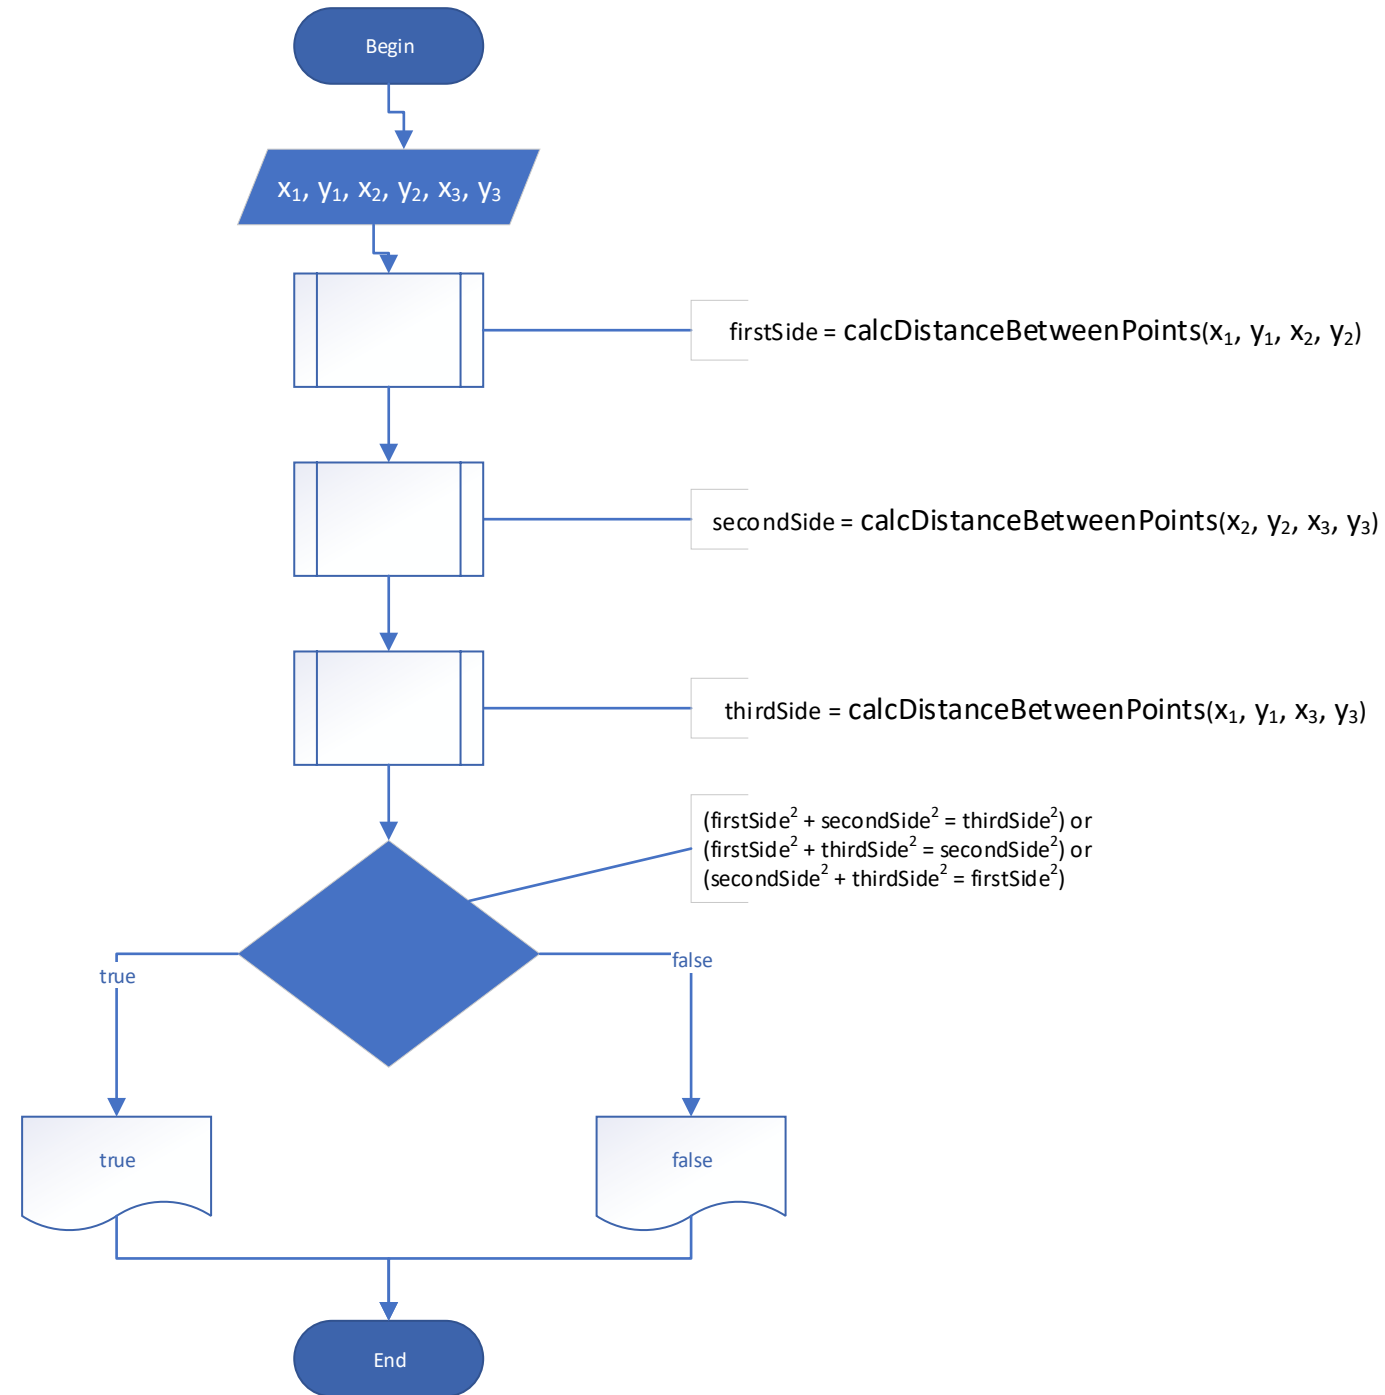 Begin
x₁, y₁, x₂, y₂, x₃, y₃
firstSide = calcDistanceBetweenPoints(x₁, y₁, x₂, y₂)
secondSide = calcDistanceBetweenPoints(x₂, y₂, x₃, y₃)
thirdSide = calcDistanceBetweenPoints(x₁, y₁, x₃, y₃)
(firstSide² + secondSide² = thirdSide²) or
(firstSide² + thirdSide² = secondSide²) or
(secondSide² + thirdSide² = firstSide²)
true
false
true
false
End